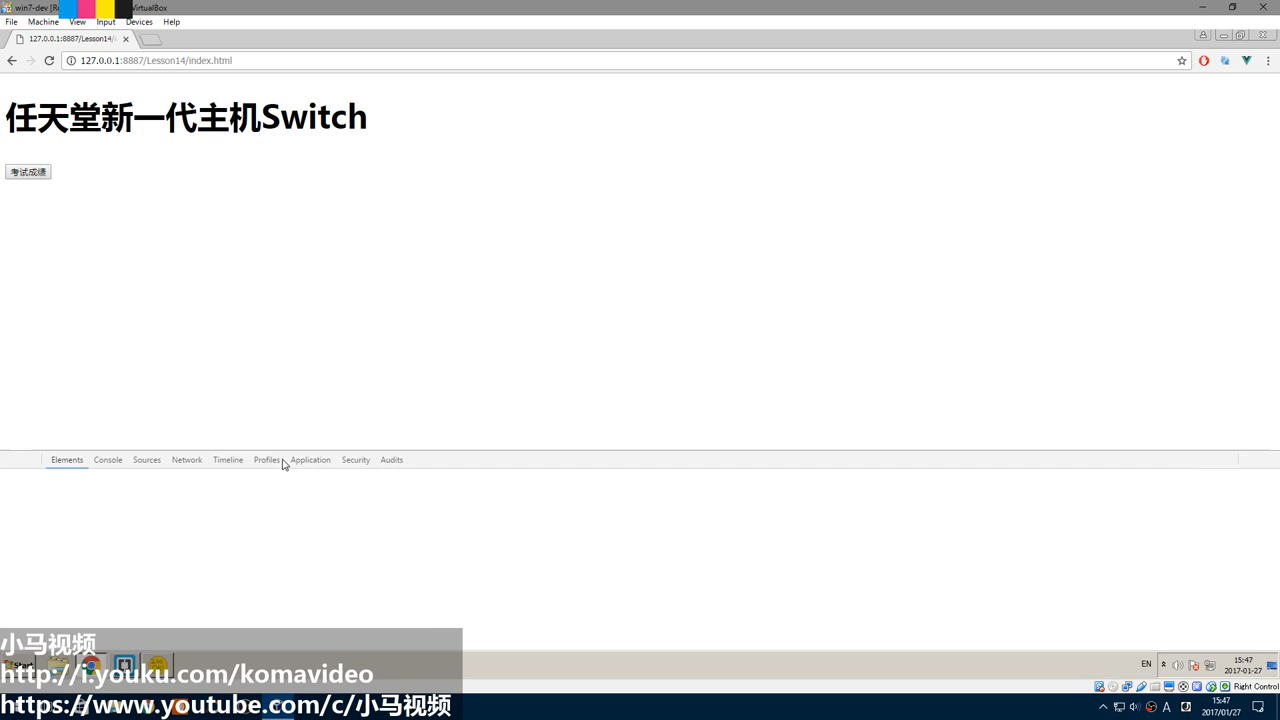 win7-dev [R
VirtualBox
File Machine View Input Devices Help
127.0.0.1:8887/Lesson14/
127.0.0.1:8887/Lesson14/index.html
任天堂新一代主机Switch
考试成绩
Elements Console Sources Network Timeline Profiles Application Security Audits
小马视频
Start
http://i.youku.com/komavideo
https://www.youtube.com/c/小马视频
EN
15:47
2017-01-27
Right Control
A
15:47
2017/01/27